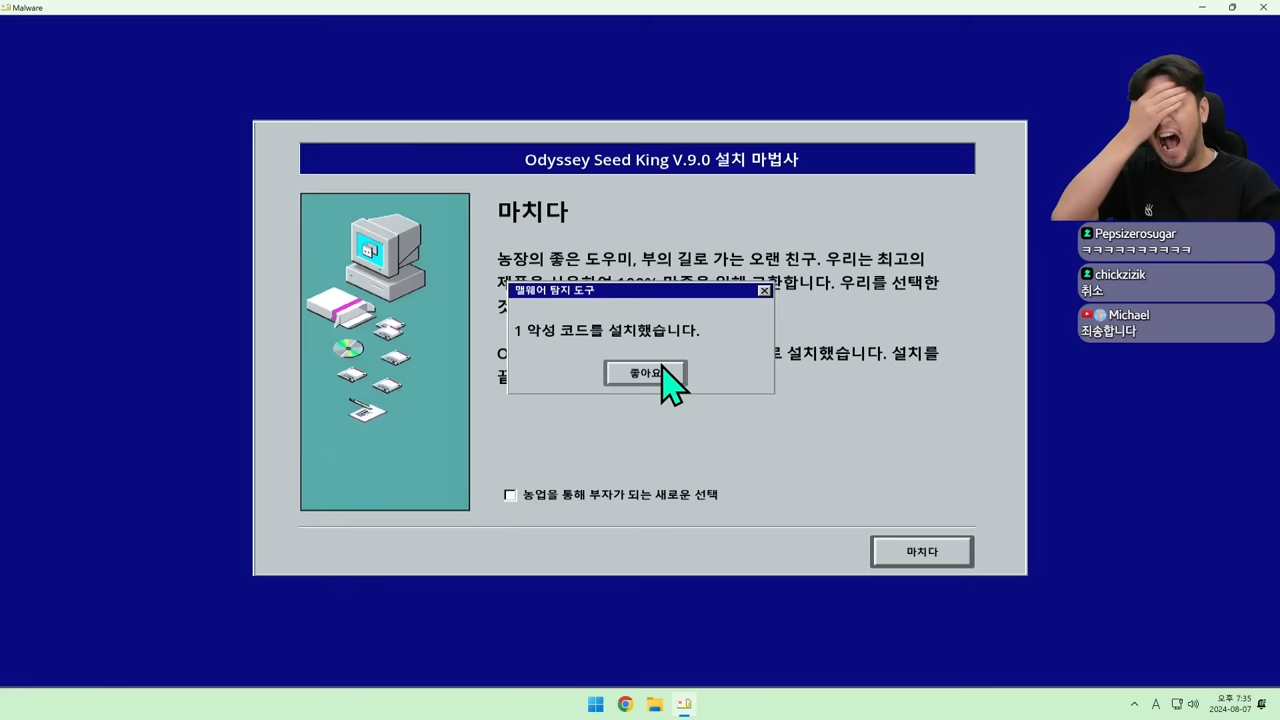 Malware
Odyssey Seed King V.9.0 설치 마법사
마치다
농장의 좋은 도우미, 부의 길로 가는 오랜 친구. 우리는 최고의
합니다. 우리를 선택한
맬웨어 탐지 도구
1 악성 코드를 설치했습니다.
로 설치했습니다. 설치를
좋아요
농업을 통해 부자가 되는 새로운 선택
마치다
Pepsizerosugar
ㅋㅋㅋㅋㅋㅋㅋㅋㅋㅋ
chickzizik
취소
Michael
죄송합니다
A
오후 7:35
2024-08-07